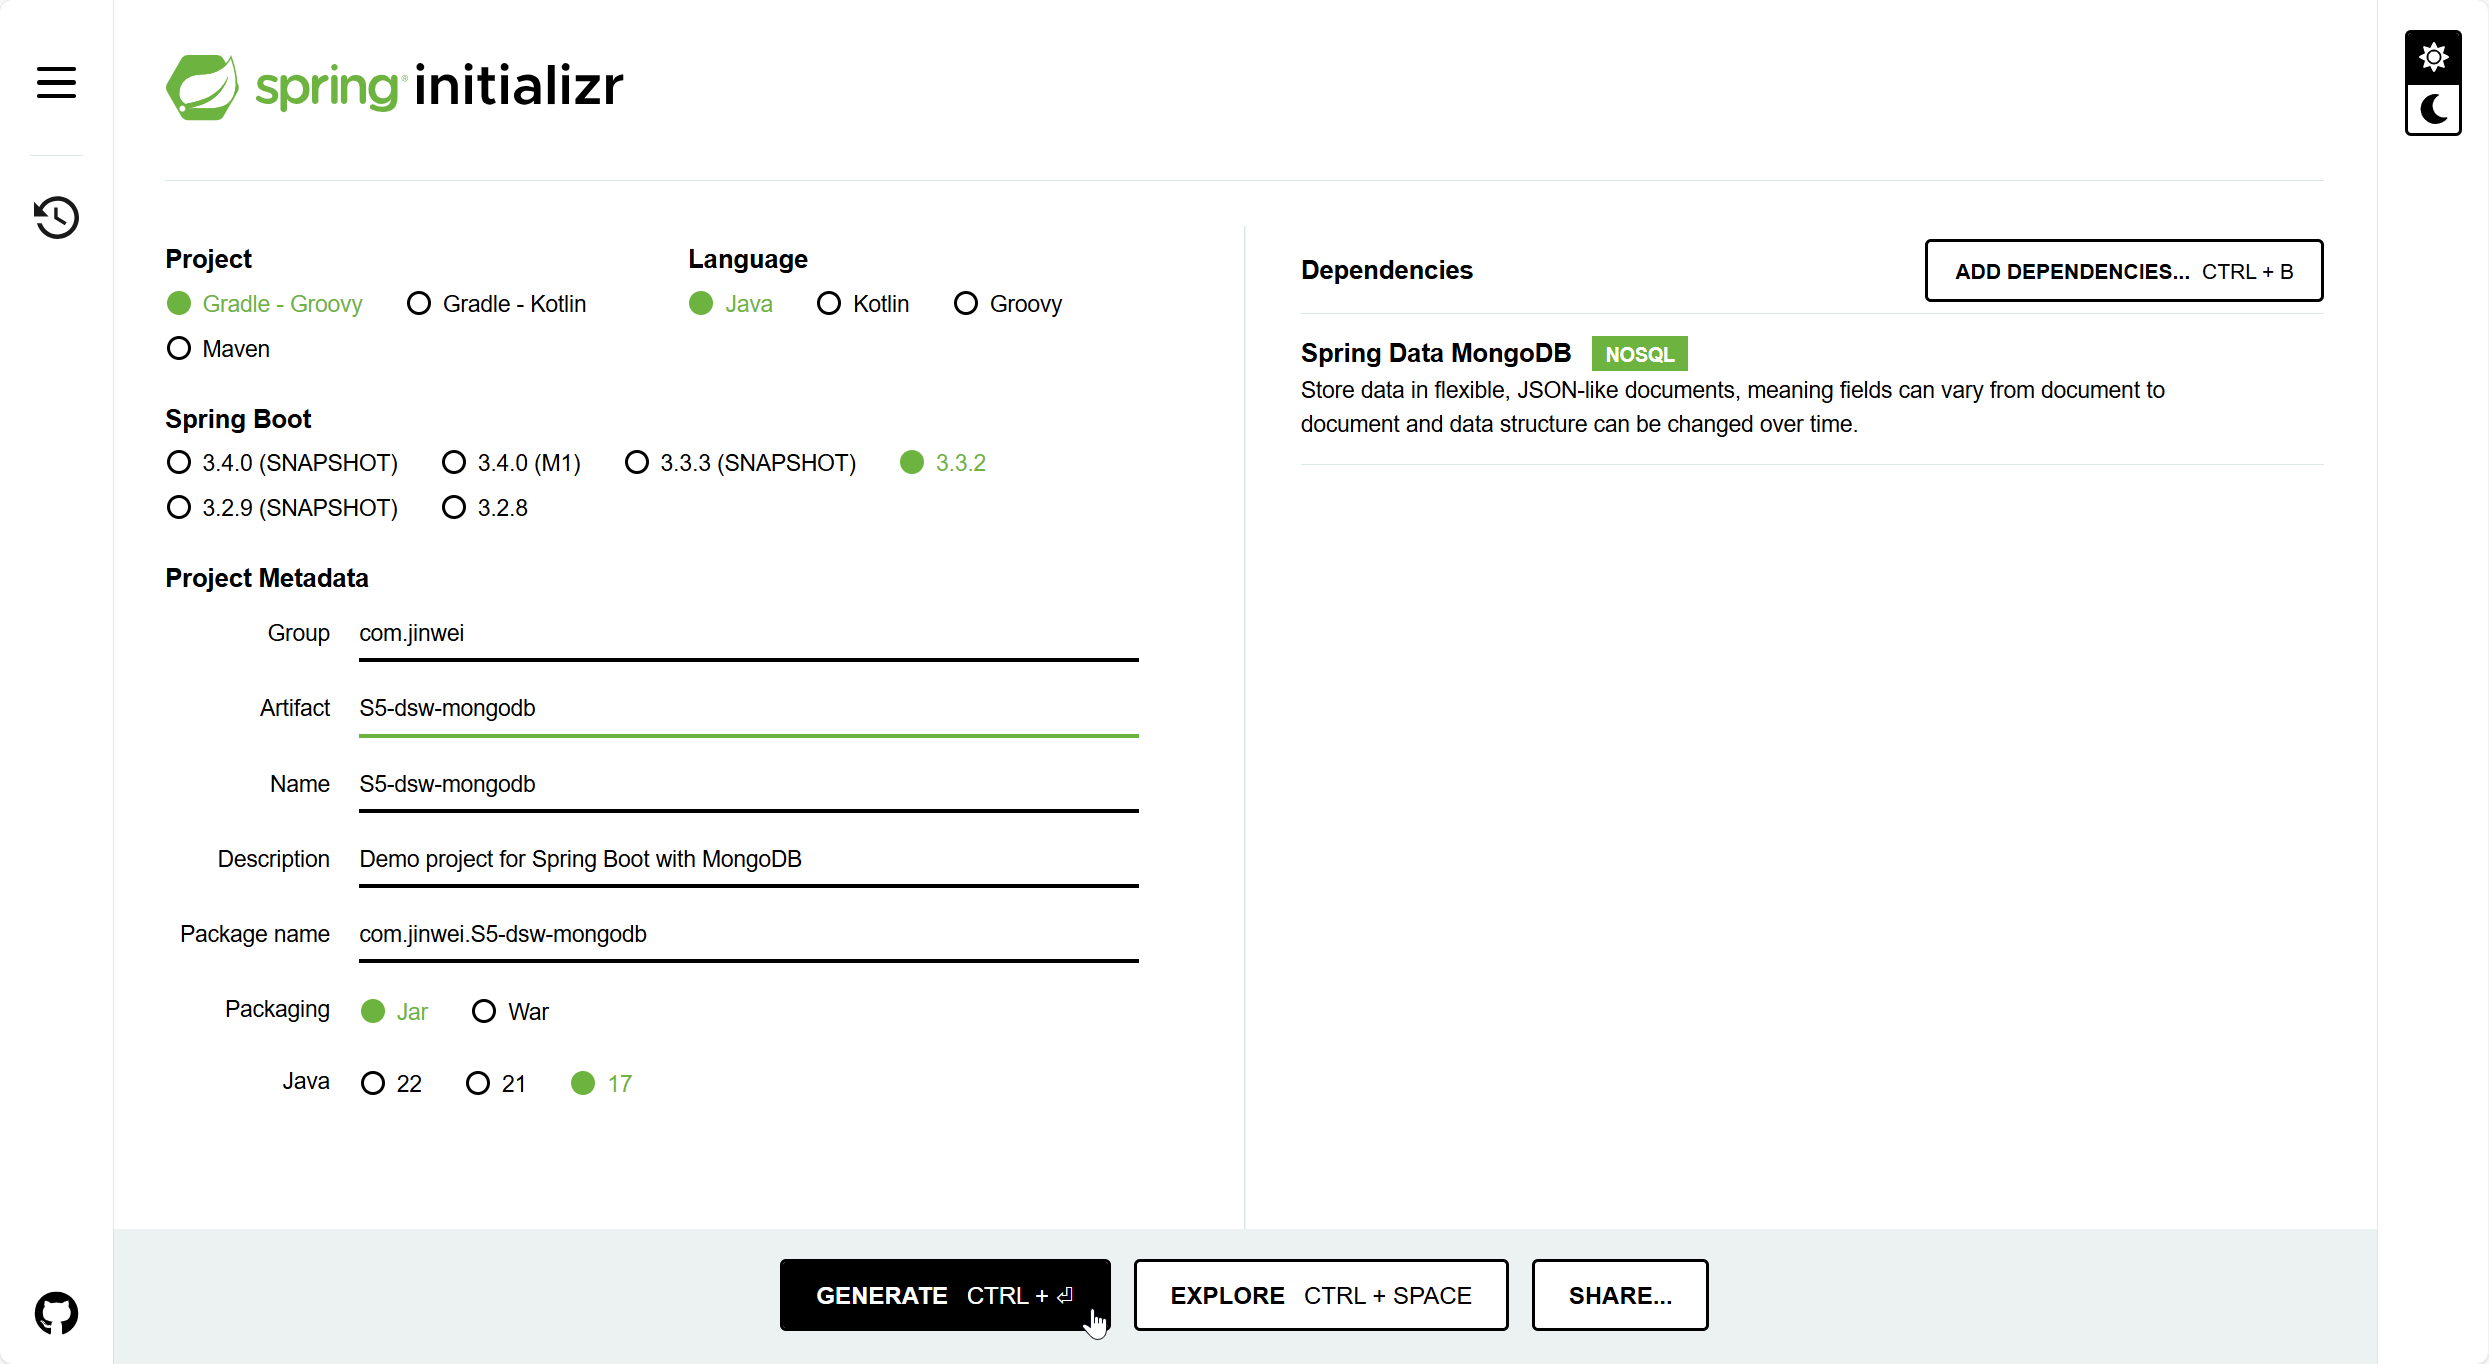 spring initializr
Project
Gradle - Groovy
Gradle - Kotlin
Maven
Language
Java
Kotlin
Groovy
Spring Boot
3.4.0 (SNAPSHOT)
3.4.0 (M1)
3.3.3 (SNAPSHOT)
3.3.2
3.2.9 (SNAPSHOT)
3.2.8
Project Metadata
Group
com.jinwei
Artifact
S5-dsw-mongodb
Name
S5-dsw-mongodb
Description
Demo project for Spring Boot with MongoDB
Package name
com.jinwei.S5-dsw-mongodb
Packaging
Jar
War
Java
22
21
17
Dependencies
ADD DEPENDENCIES... CTRL + B
Spring Data MongoDB NOSQL
Store data in flexible, JSON-like documents, meaning fields can vary from document to
document and data structure can be changed over time.
GENERATE CTRL + ⏎
EXPLORE CTRL + SPACE
SHARE...